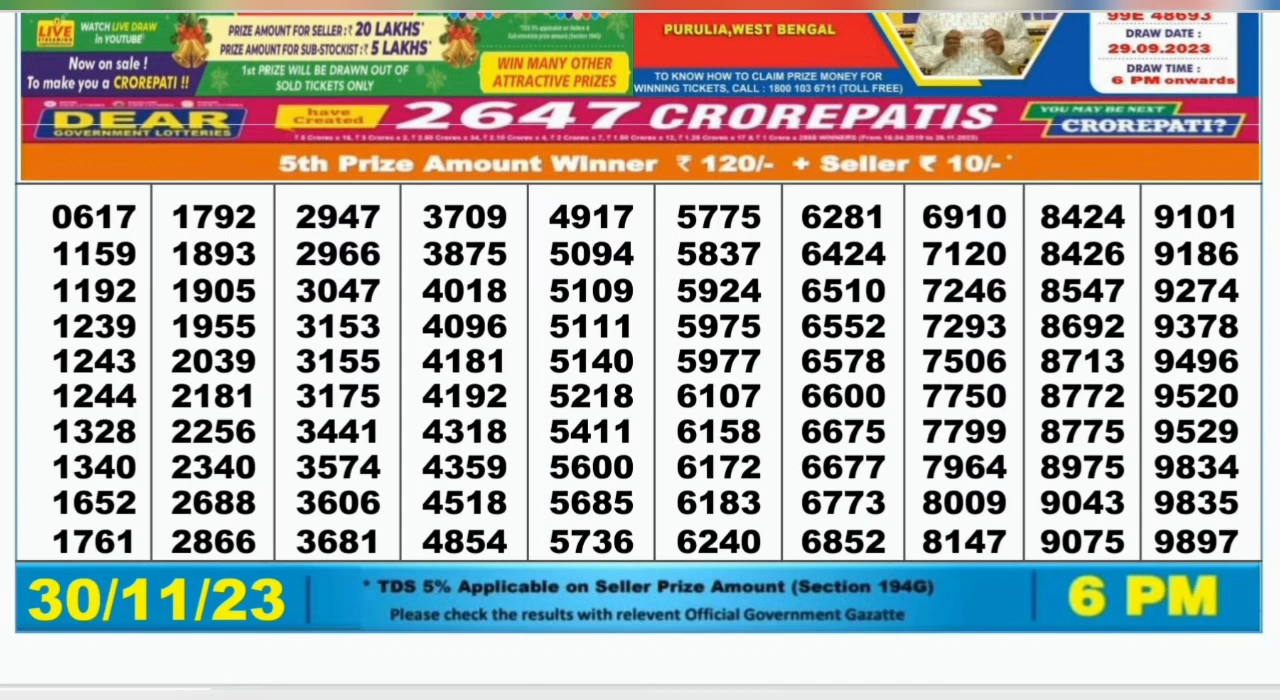 LIVE
WATCH LIVE DRAW
in YOUTUBE
Now on sale !
To make you a CROREPATI !!
PRIZE AMOUNT FOR SELLER : ₹ 20 LAKHS*
PRIZE AMOUNT FOR SUB-STOCKIST : ₹ 5 LAKHS*
1st PRIZE WILL BE DRAWN OUT OF
SOLD TICKETS ONLY
WIN MANY OTHER
ATTRACTIVE PRIZES
PURULIA,WEST BENGAL
TO KNOW HOW TO CLAIM PRIZE MONEY FOR
WINNING TICKETS, CALL : 1800 103 6711 (TOLL FREE)
99E 48693
DRAW DATE :
29.09.2023
DRAW TIME :
6 PM onwards
DEAR
GOVERNMENT LOTTERIES
have
Created
2647 CROREPATIS
YOU MAY BE NEXT
CROREPATI?
5th Prize Amount Winner ₹ 120/- + Seller ₹ 10/-*
0617 1792 2947 3709 4917 5775 6281 6910 8424 9101
1159 1893 2966 3875 5094 5837 6424 7120 8426 9186
1192 1905 3047 4018 5109 5924 6510 7246 8547 9274
1239 1955 3153 4096 5111 5975 6552 7293 8692 9378
1243 2039 3155 4181 5140 5977 6578 7506 8713 9496
1244 2181 3175 4192 5218 6107 6600 7750 8772 9520
1328 2256 3441 4318 5411 6158 6675 7799 8775 9529
1340 2340 3574 4359 5600 6172 6677 7964 8975 9834
1652 2688 3606 4518 5685 6183 6773 8009 9043 9835
1761 2866 3681 4854 5736 6240 6852 8147 9075 9897
30/11/23
* TDS 5% Applicable on Seller Prize Amount (Section 194G)
Please check the results with relevent Official Government Gazatte
6 PM